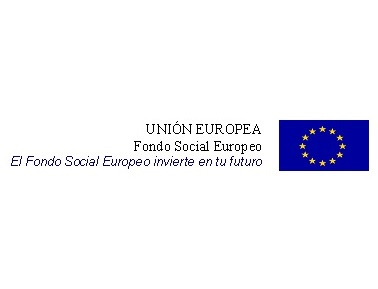 UNIÓN EUROPEA
Fondo Social Europeo
El Fondo Social Europeo invierte en tu futuro